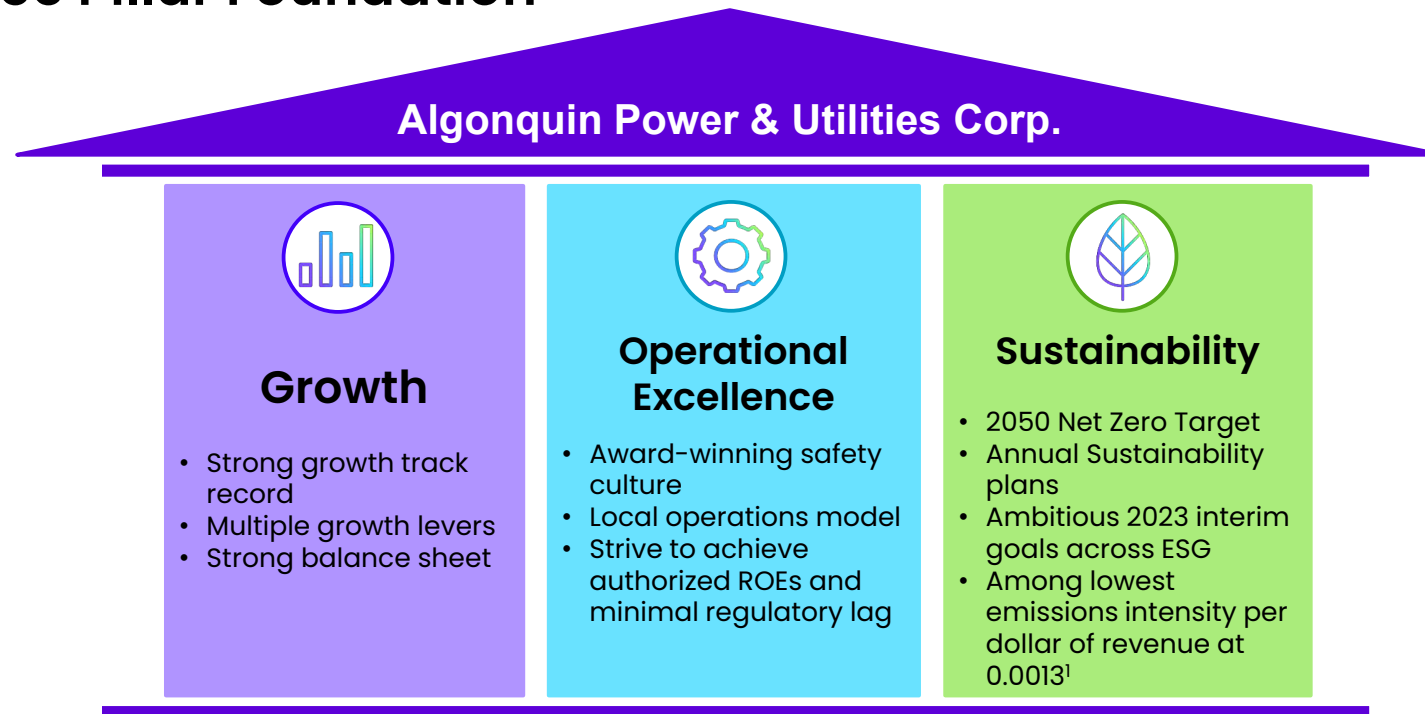 Pillar Foundation
Algonquin Power & Utilities Corp.
Growth
• Strong growth track
record
• Multiple growth levers
• Strong balance sheet
Operational
Excellence
• Award-winning safety
culture
• Local operations model
• Strive to achieve
authorized ROEs and
minimal regulatory lag
Sustainability
• 2050 Net Zero Target
• Annual Sustainability
plans
• Ambitious 2023 interim
goals across ESG
• Among lowest
emissions intensity per
dollar of revenue at
0.0013¹